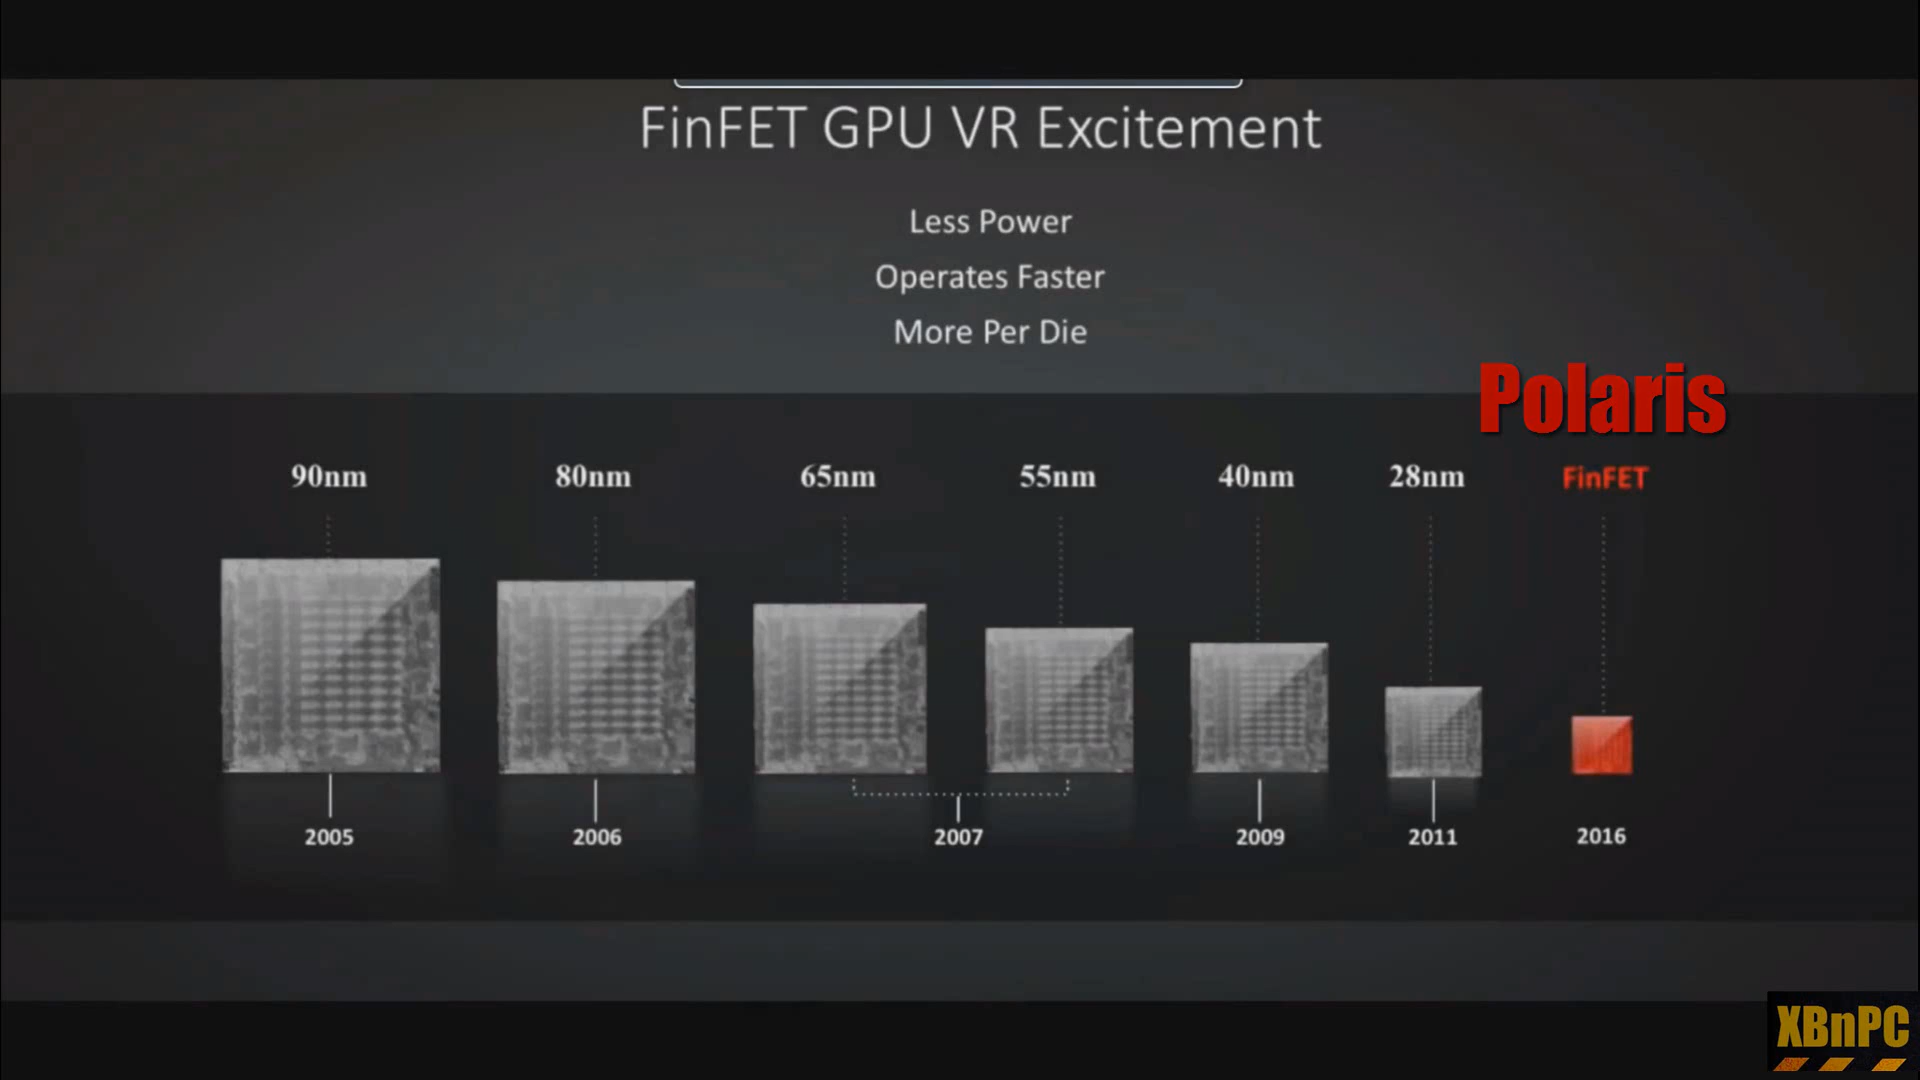 FinFET GPU VR Excitement
Less Power
Operates Faster
More Per Die
Polaris
90nm 80nm 65nm 55nm 40nm 28nm FinFET
2005 2006 2007 2009 2011 2016
XBnPC